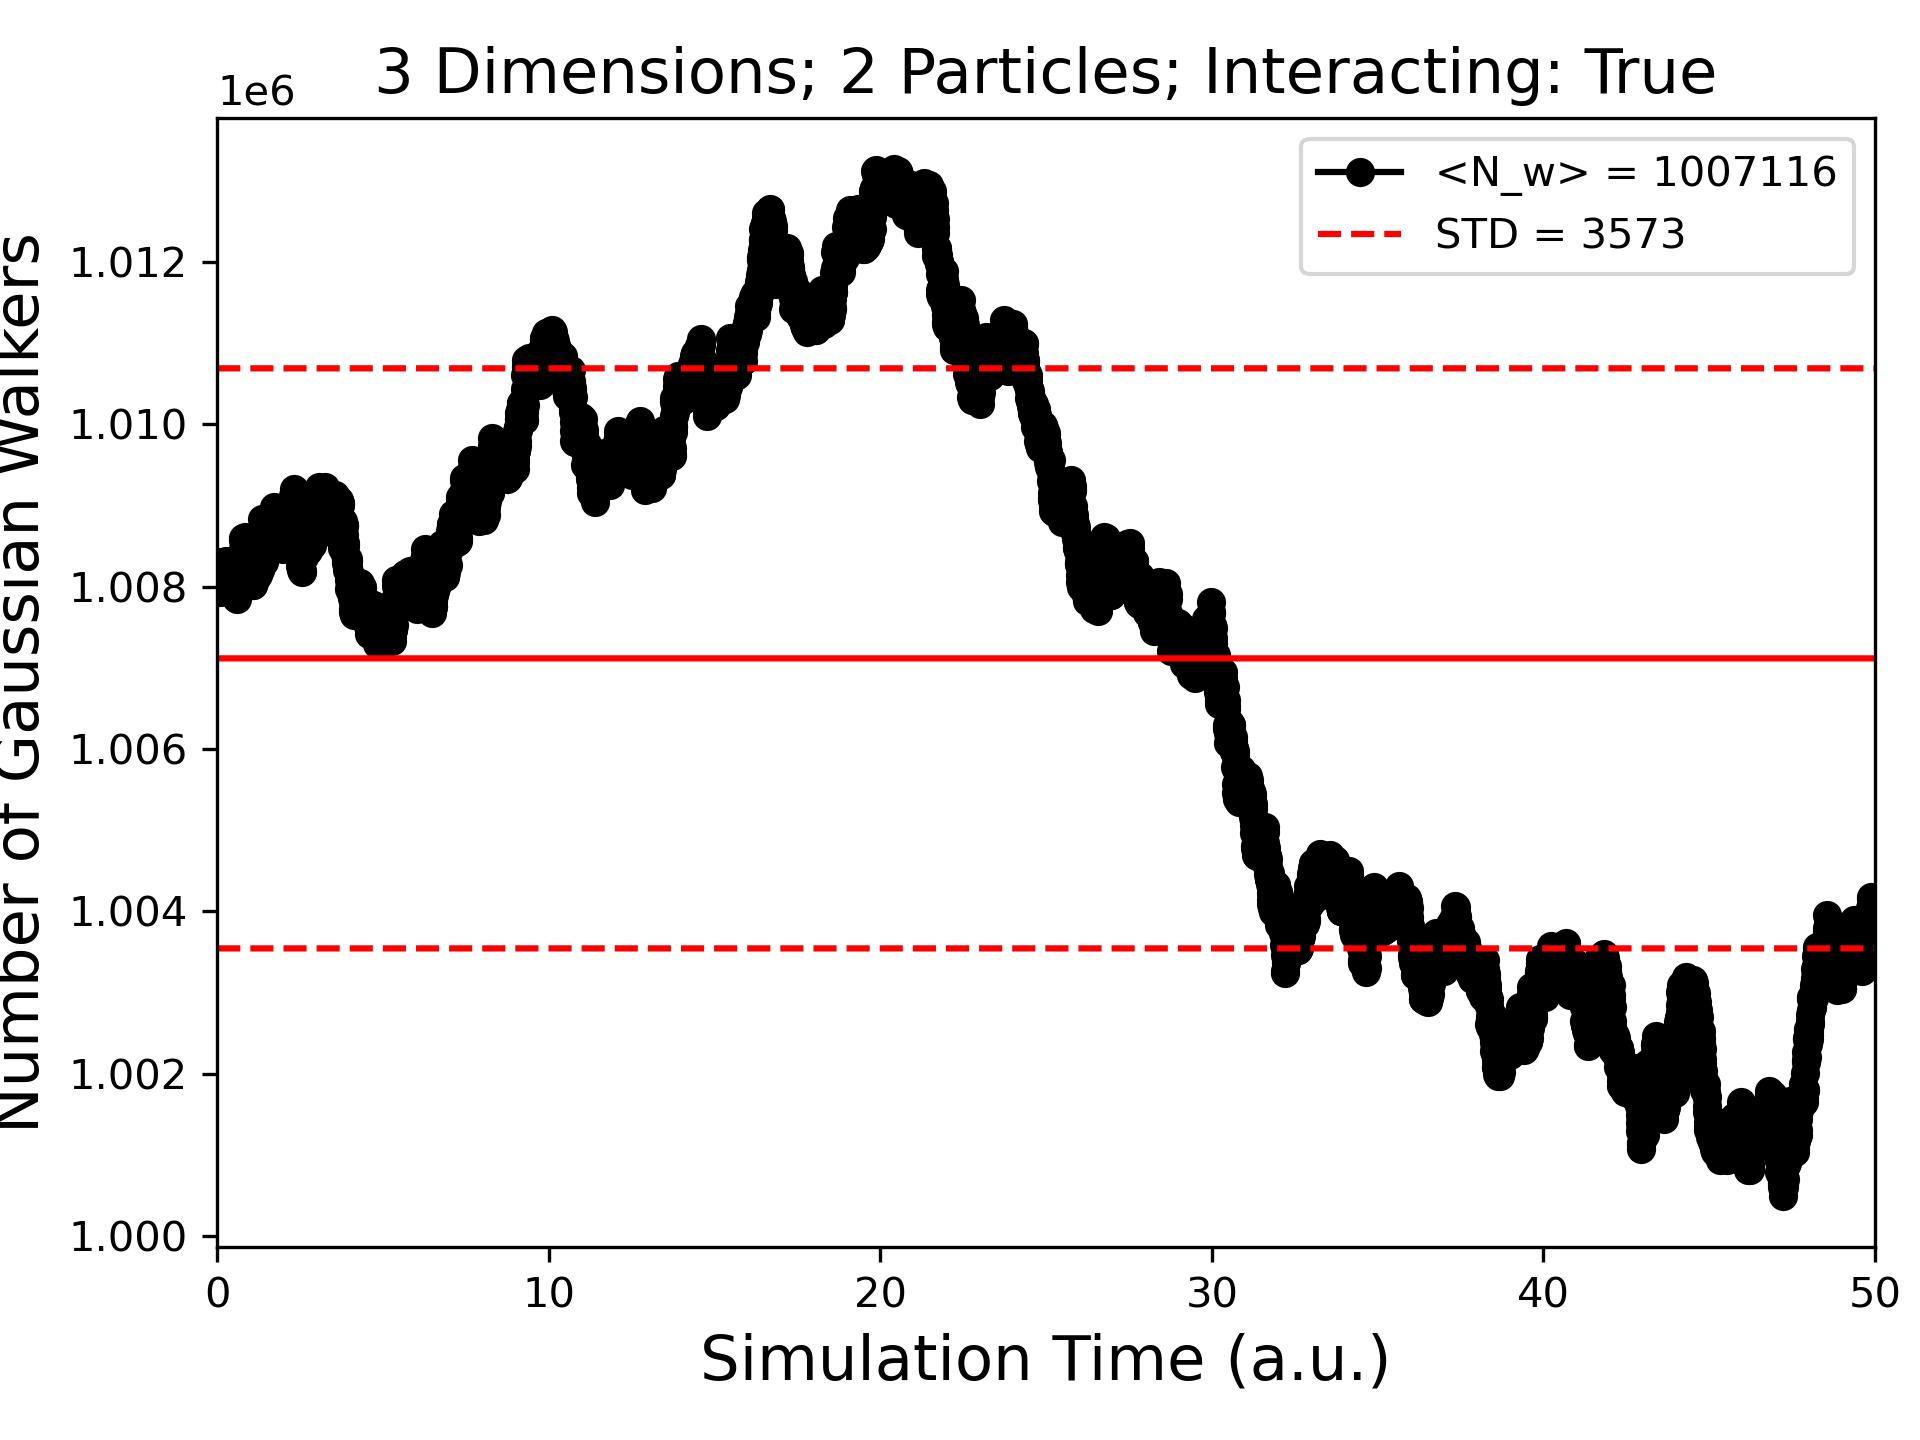 3 Dimensions; 2 Particles; Interacting: True
1e6
<N_w> = 1007116
STD = 3573
Number of Gaussian Walkers
1.012
1.010
1.008
1.006
1.004
1.002
1.000
0 10 20 30 40 50
Simulation Time (a.u.)